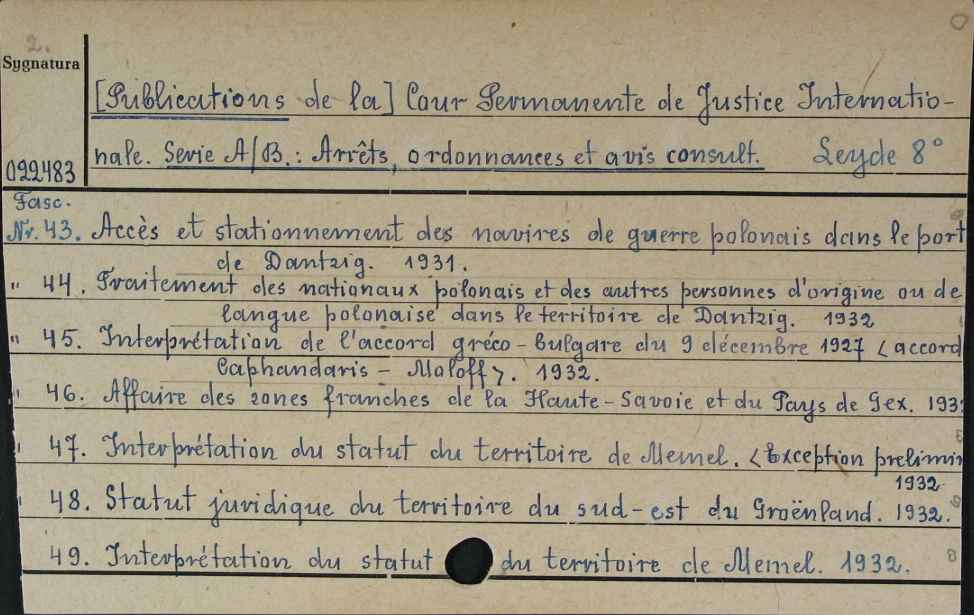 2.
Sygnatura
[Publications de la] Cour Permanente de Justice Internatio-
nale. Serie A/B.: Arrêts, ordonnances et avis consult. Leyde 8°
092483
Fasc.
Nr. 43. Accès et stationnement des navires de guerre polonais dans le port
de Dantzig. 1931.
" 44. Traitement des nationaux polonais et des autres personnes d'origine ou de
langue polonaise dans le territoire de Dantzig. 1932
" 45. Interprétation de l'accord gréco-bulgare du 9 décembre 1927 <accord
Caphandaris - Moloff>. 1932.
" 46. Affaire des zones franches de la Haute-Savoie et du Pays de Gex. 193
" 47. Interprétation du statut du territoire de Memel. <Exception prelimin
1932
" 48. Statut juridique du territoire du sud-est du Groënland. 1932.
49. Interprétation du statut du territoire de Memel. 1932.